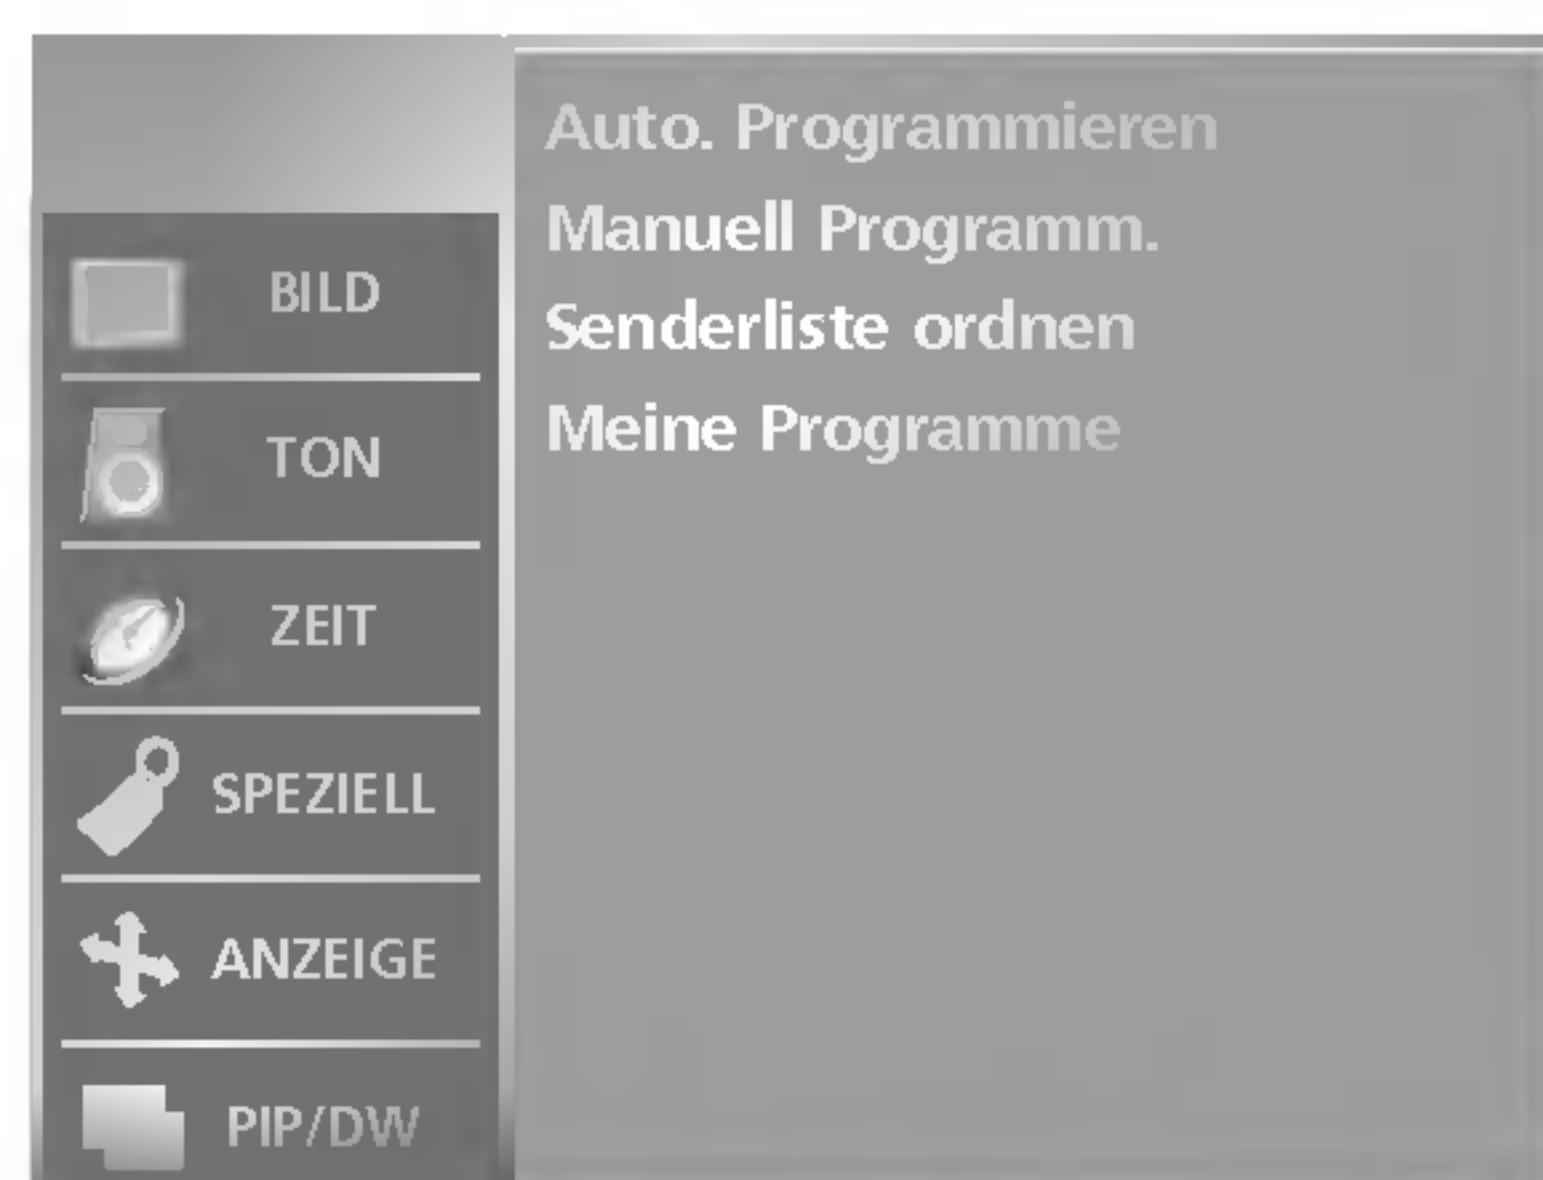 Auto. Programmieren
Manuell Programm.
Senderliste ordnen
Meine Programme
BILD
TON
ZEIT
SPEZIELL
ANZEIGE
PIP/DW